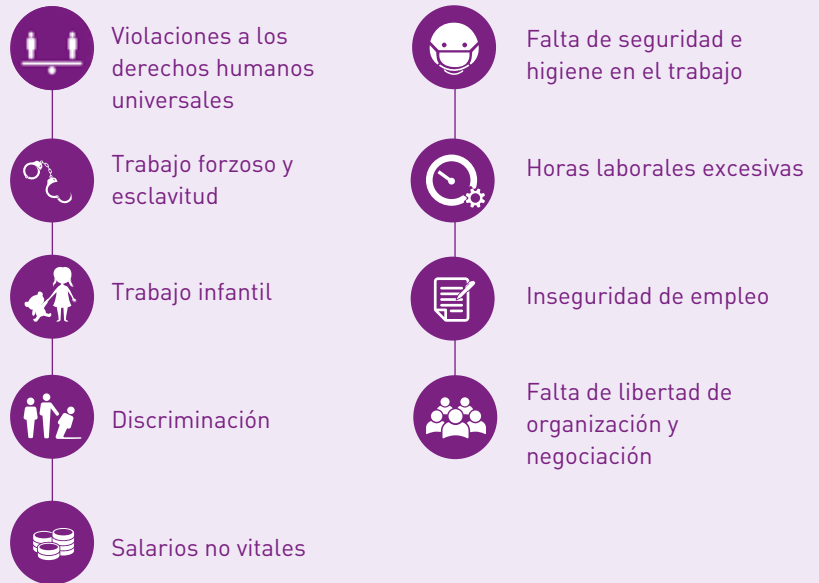 Violaciones a los
derechos humanos
universales
Trabajo forzoso y
esclavitud
Trabajo infantil
Discriminación
Salarios no vitales
Falta de seguridad e
higiene en el trabajo
Horas laborales excesivas
Inseguridad de empleo
Falta de libertad de
organización y
negociación